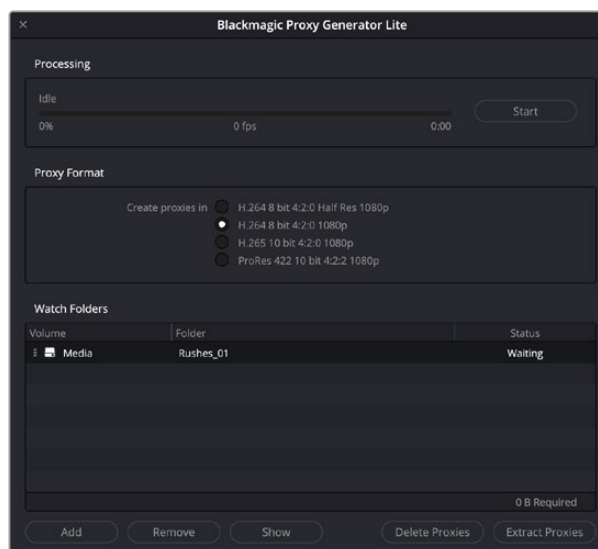 Blackmagic Proxy Generator Lite
Processing
Idle
0% 0 fps 0:00
Start
Proxy Format
Create proxies in H.264 8 bit 4:2:0 Half Res 1080p
H.264 8 bit 4:2:0 1080p
H.265 10 bit 4:2:0 1080p
ProRes 422 10 bit 4:2:2 1080p
Watch Folders
Volume Folder Status
Media Rushes_01 Waiting
0 B Required
Add Remove Show Delete Proxies Extract Proxies